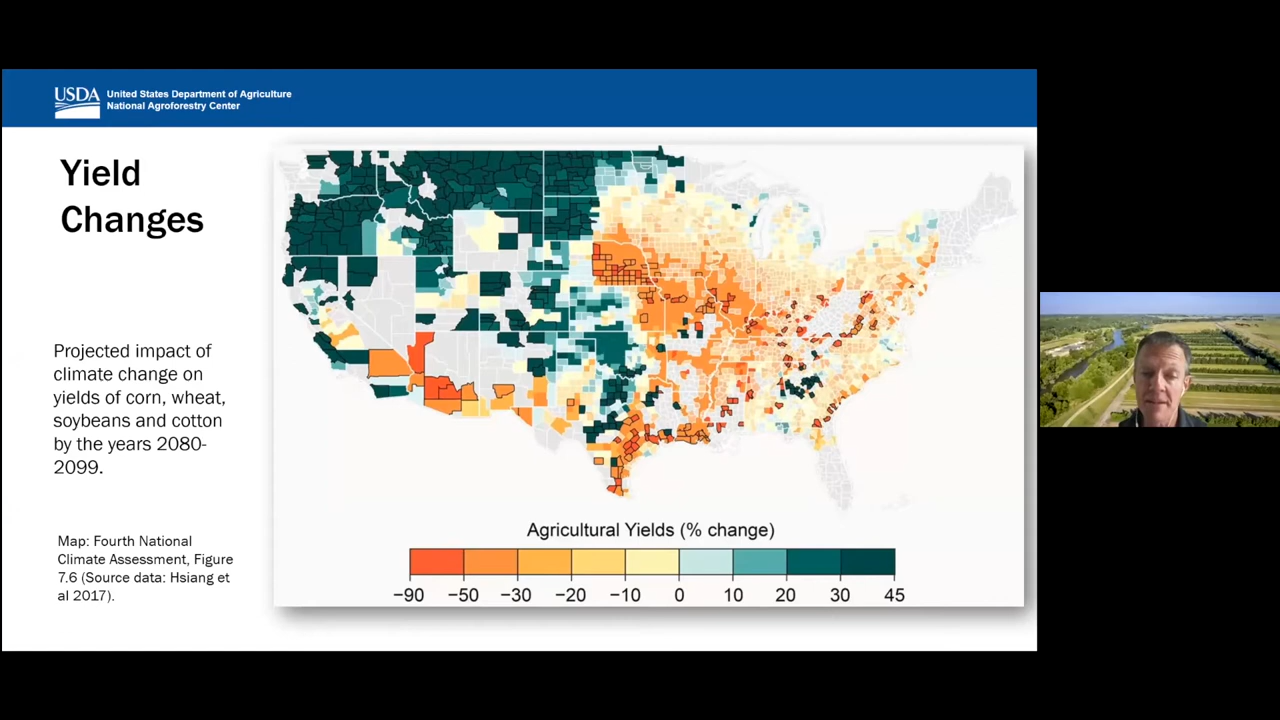 USDA
United States Department of Agriculture
National Agroforestry Center
Yield
Changes
Projected impact of
climate change on
yields of corn, wheat,
soybeans and cotton
by the years 2080-
2099.
Map: Fourth National
Climate Assessment, Figure
7.6 (Source data: Hsiang et
al 2017).
Agricultural Yields (% change)
−90 −50 −30 −20 −10 0 10 20 30 45